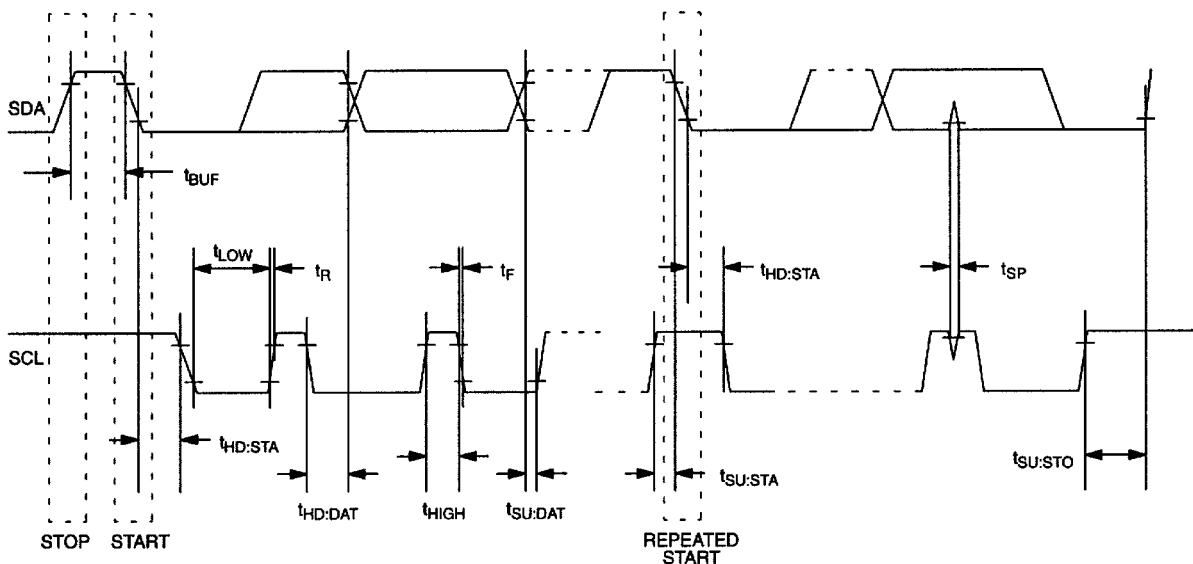 SDA
tBUF
tLOW
tR
tF
tHD:STA
tSP
SCL
tHD:STA
tSU:STA
tSU:STO
tHD:DAT
tHIGH
tSU:DAT
STOP
START
REPEATED
START